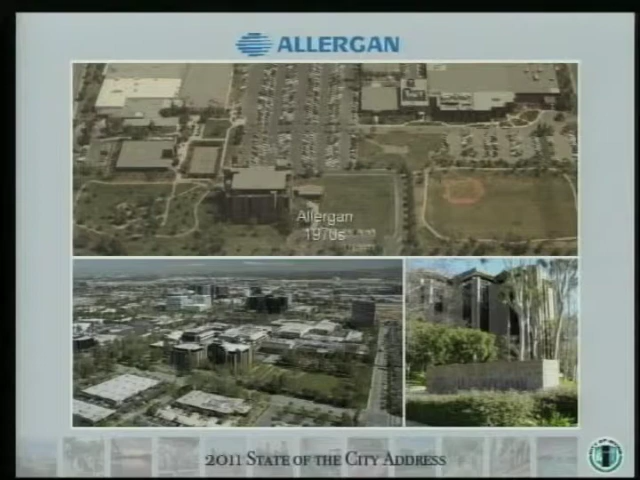 ALLERGAN
Allergan
1970s
2011 STATE OF THE CITY ADDRESS